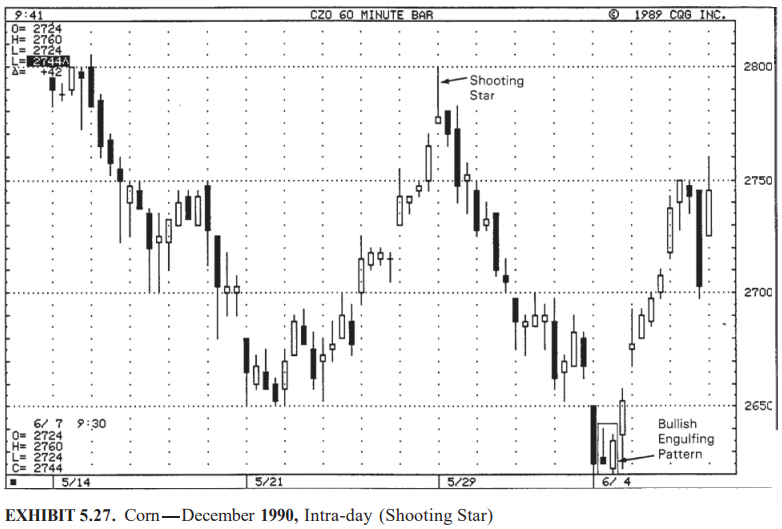 9:41 CZO 60 MINUTE BAR © 1989 CQG INC.
O= 2724
H= 2760
L= 2724
L= 2744A
Δ= +42
2800
Shooting
Star
2750
2700
2650
6/ 7 9:30
O= 2724
H= 2760
L= 2724
C= 2744
Bullish
Engulfing
Pattern
5/14 5/21 5/29 6/ 4
EXHIBIT 5.27. Corn—December 1990, Intra-day (Shooting Star)